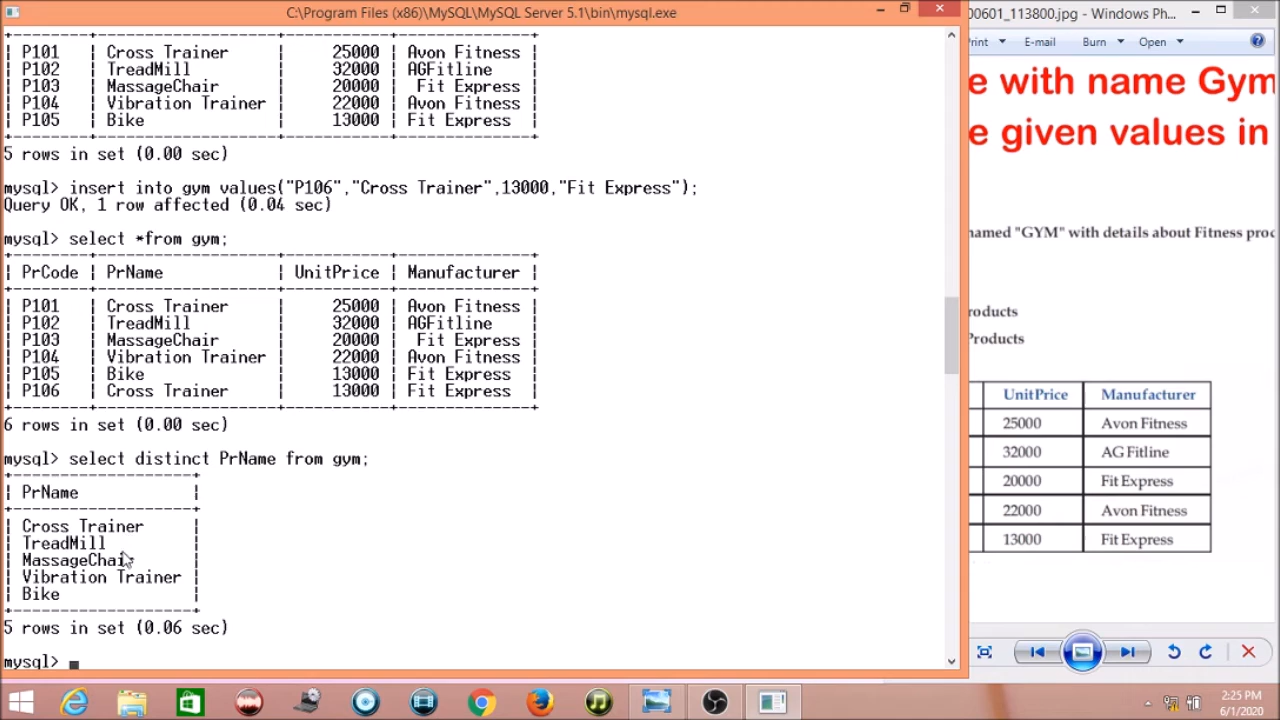 C:\Program Files (x86)\MySQL\MySQL Server 5.1\bin\mysql.exe
| P101 | Cross Trainer | 25000 | Avon Fitness |
| P102 | TreadMill | 32000 | AGFitline |
| P103 | MassageChair | 20000 | Fit Express |
| P104 | Vibration Trainer | 22000 | Avon Fitness |
| P105 | Bike | 13000 | Fit Express |
5 rows in set (0.00 sec)
mysql> insert into gym values("P106","Cross Trainer",13000,"Fit Express");
Query OK, 1 row affected (0.04 sec)
mysql> select *from gym;
| PrCode | PrName | UnitPrice | Manufacturer |
| P101 | Cross Trainer | 25000 | Avon Fitness |
| P102 | TreadMill | 32000 | AGFitline |
| P103 | MassageChair | 20000 | Fit Express |
| P104 | Vibration Trainer | 22000 | Avon Fitness |
| P105 | Bike | 13000 | Fit Express |
| P106 | Cross Trainer | 13000 | Fit Express |
6 rows in set (0.00 sec)
mysql> select distinct PrName from gym;
| PrName |
| Cross Trainer |
| TreadMill |
| MassageChair |
| Vibration Trainer |
| Bike |
5 rows in set (0.06 sec)
mysql>
00601_113800.jpg - Windows Ph...
rint E-mail Burn Open
e with name Gym
e given values in
named "GYM" with details about Fitness proc
roducts
Products
UnitPrice Manufacturer
25000 Avon Fitness
32000 AG Fitline
20000 Fit Express
22000 Avon Fitness
13000 Fit Express
2:25 PM
6/1/2020